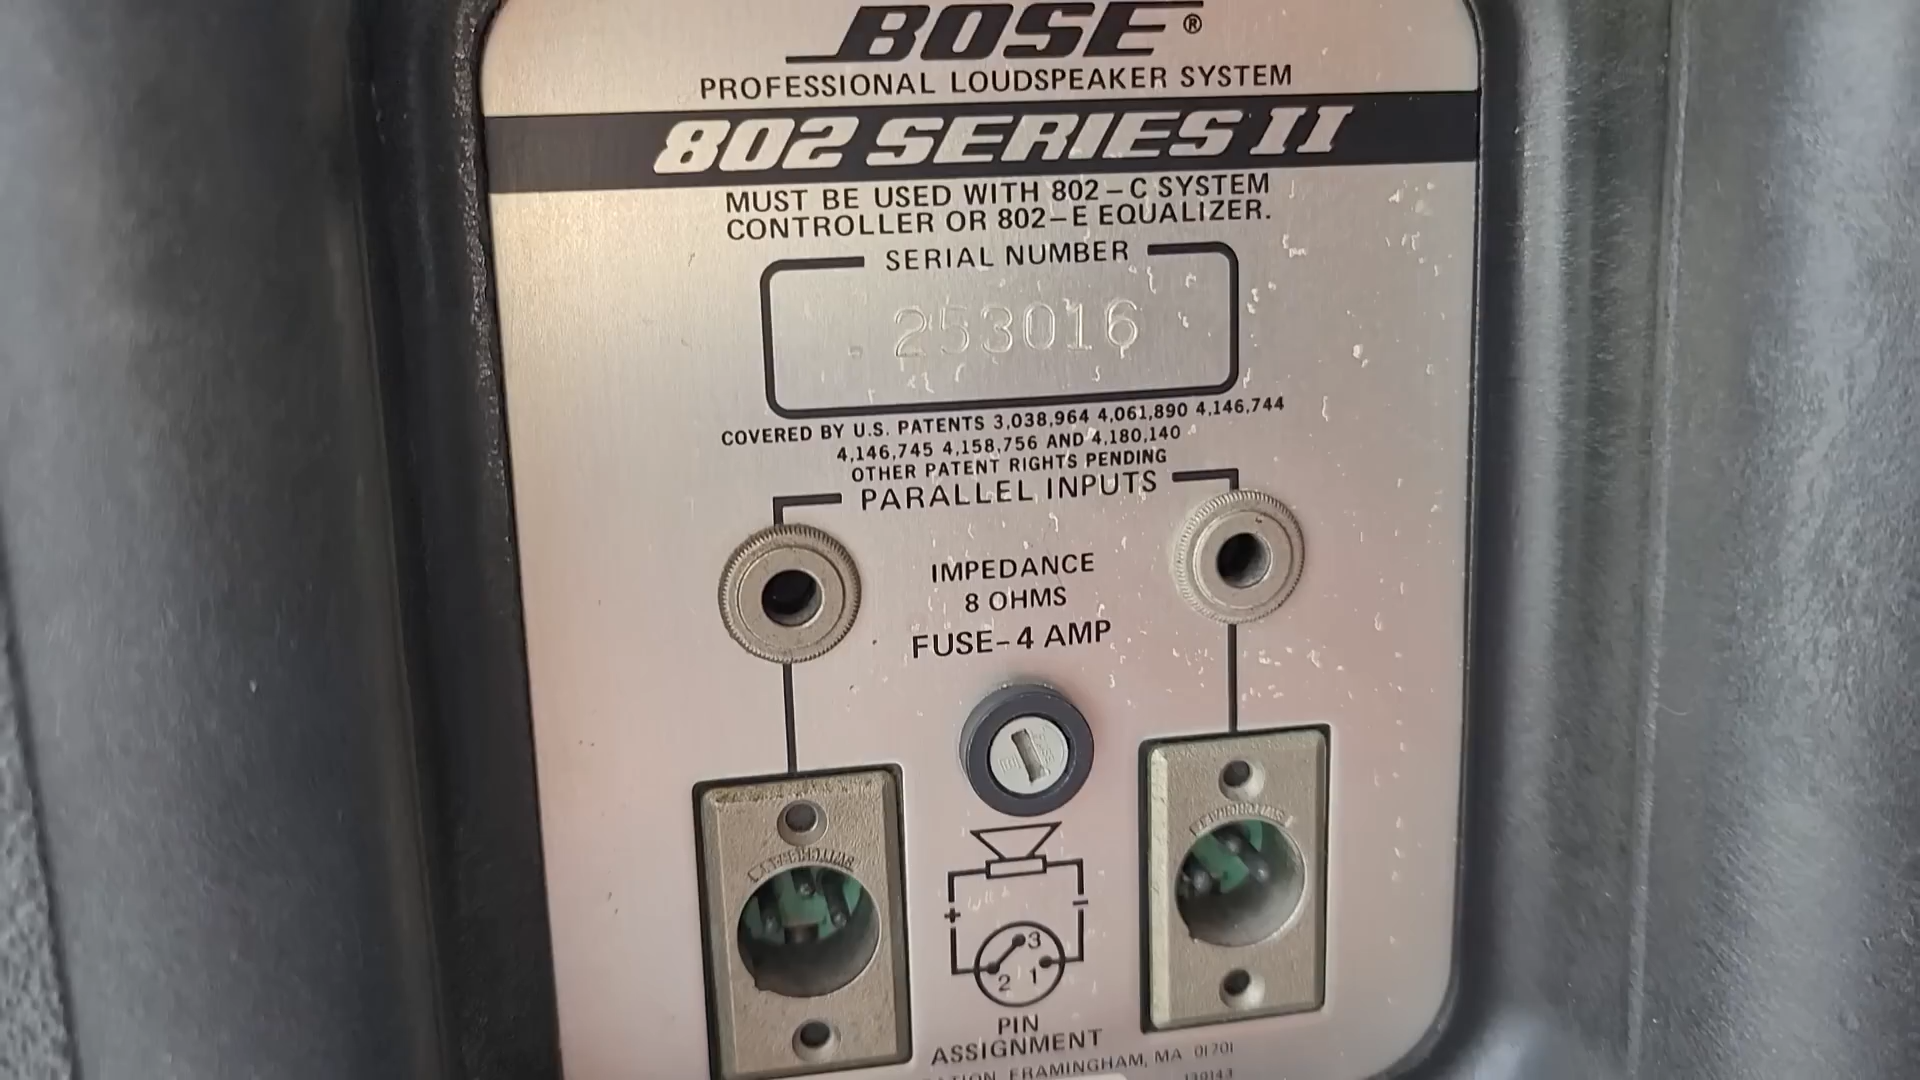 BOSE®
PROFESSIONAL LOUDSPEAKER SYSTEM
802 SERIES II
MUST BE USED WITH 802-C SYSTEM
CONTROLLER OR 802-E EQUALIZER.
SERIAL NUMBER
253016
COVERED BY U.S. PATENTS 3,038,964 4,061,890 4,146,744
4,146,745 4,158,756 AND 4,180,140
OTHER PATENT RIGHTS PENDING
PARALLEL INPUTS
IMPEDANCE
8 OHMS
FUSE-4 AMP
+ −
3
2 1
PIN
ASSIGNMENT
FRAMINGHAM, MA 01701
130143